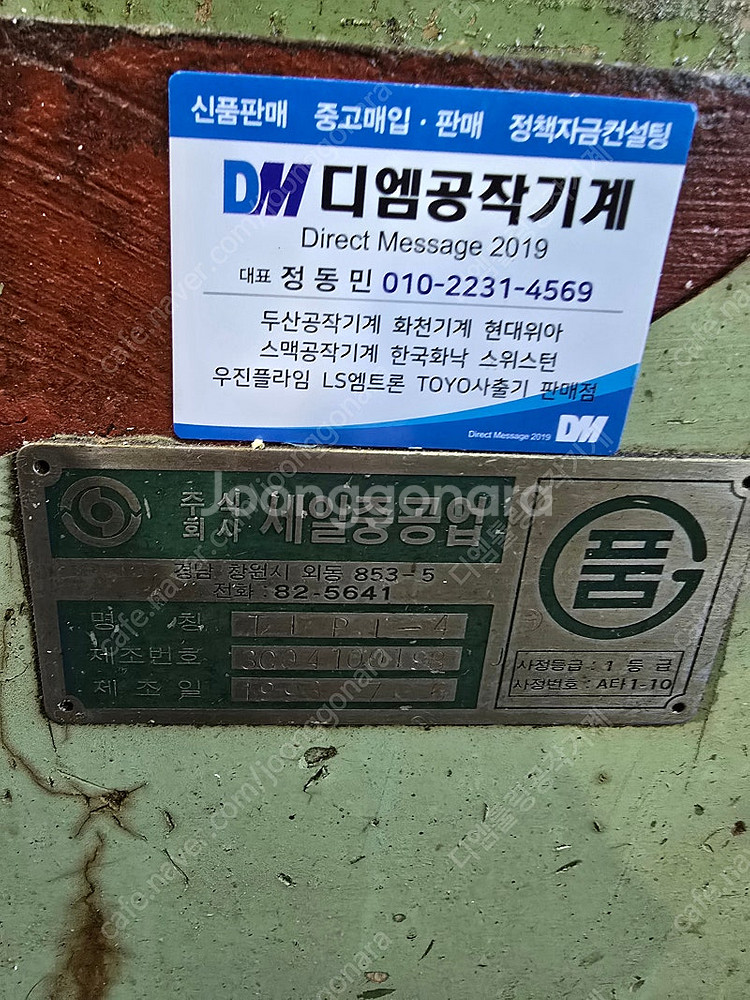 신품판매 중고매입·판매 정책자금컨설팅
DM 디엠공작기계
Direct Message 2019
대표 정동민 010-2231-4569
두산공작기계 화천기계 현대위아
스맥공작기계 한국화낙 스위스턴
우진플라임 LS엠트론 TOYO사출기 판매점
Direct Message 2019 DM
주식회사 세일중공업
경남 창원시 외동 853-5
전화: 82-5641
명칭
제조번호
제조일
품
사정등급: 1 등급
사정번호: A타1-10
Joonggonara
cafe.naver.com/joonggonara